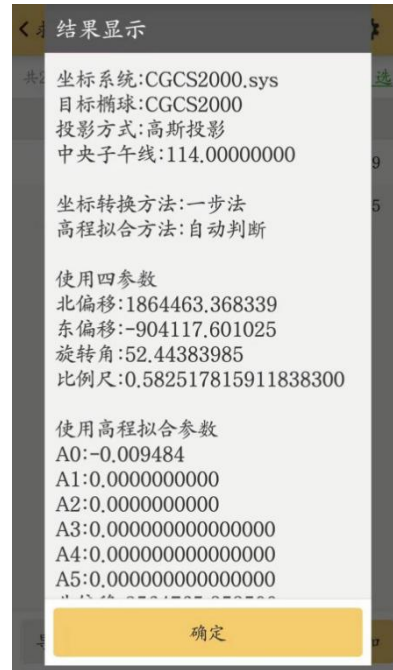 结果显示
共2
选
坐标系统:CGCS2000.sys
目标椭球:CGCS2000
投影方式:高斯投影
中央子午线:114.00000000
9
坐标转换方法:一步法
5
高程拟合方法:自动判断
使用四参数
北偏移:1864463.368339
东偏移:-904117.601025
旋转角:52.44383985
比例尺:0.582517815911838300
使用高程拟合参数
A0:-0.009484
A1:0.0000000000
A2:0.0000000000
A3:0.000000000000000
A4:0.000000000000000
A5:0.000000000000000
确定